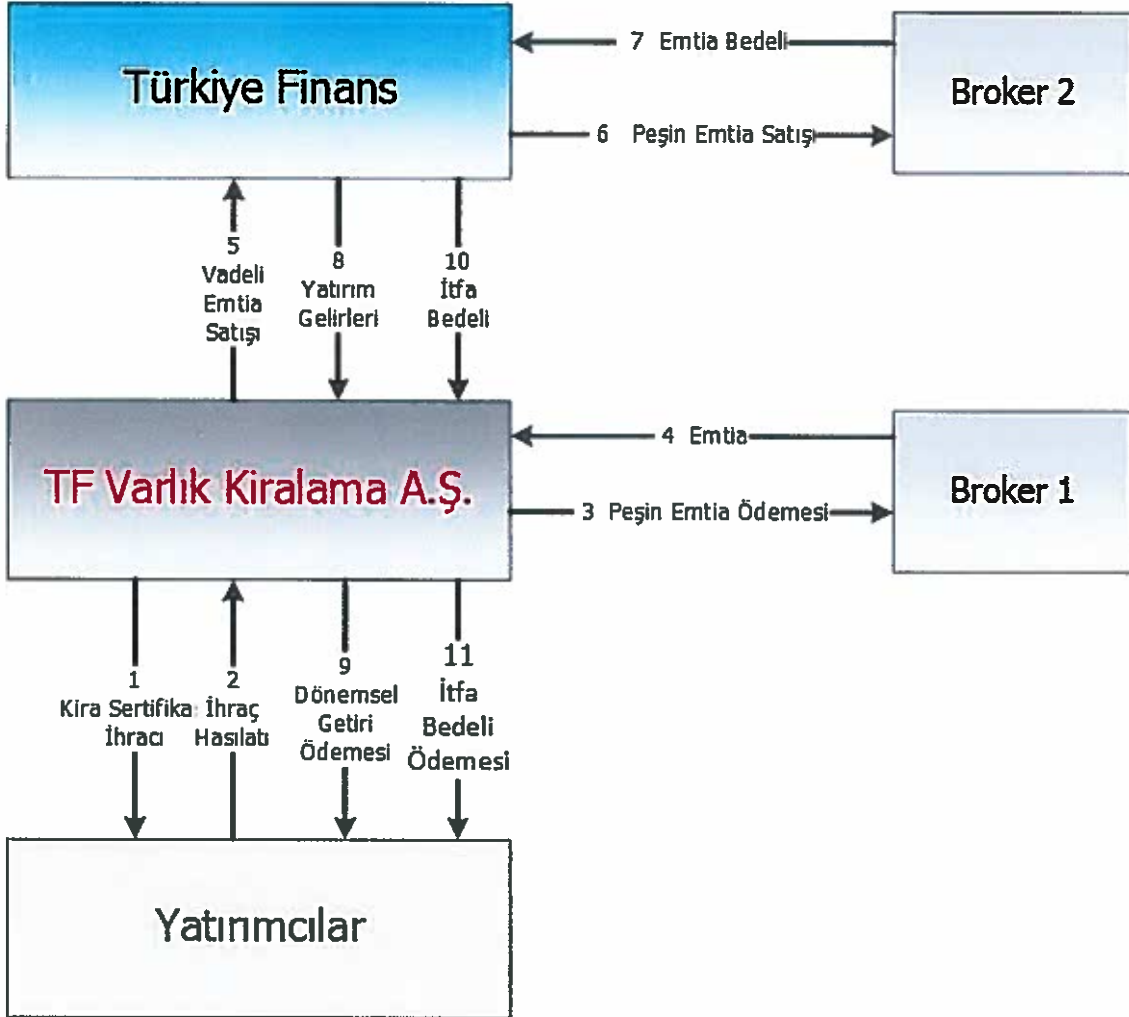 7 Emtia Bedeli
Türkiye Finans
Broker 2
6 Peşin Emtia Satışı
5
Vadeli
Emtia
Satışı
8
Yatırım
Gelirleri
10
İtfa
Bedeli
4 Emtia
TF Varlık Kiralama A.Ş.
Broker 1
3 Peşin Emtia Ödemesi
1
Kira Sertifika
İhracı
2
İhraç
Hasılatı
9
Dönemsel
Getiri
Ödemesi
11
İtfa
Bedeli
Ödemesi
Yatırımcılar